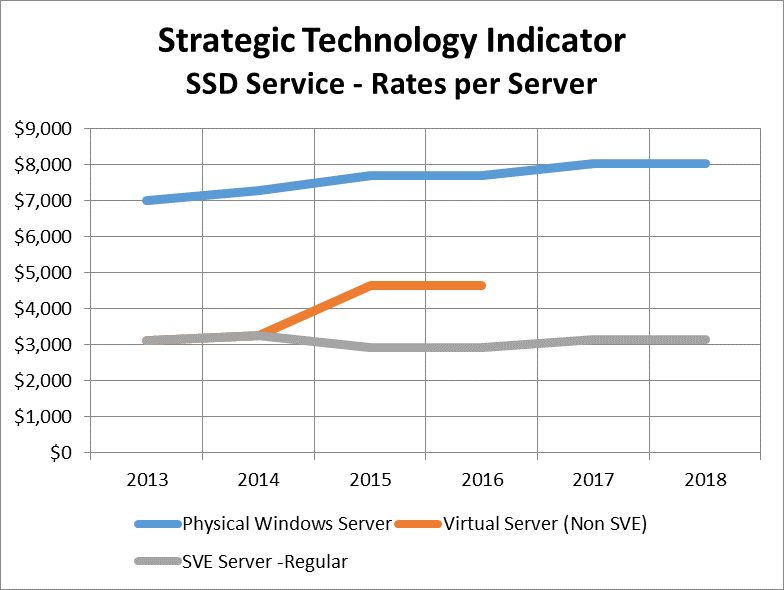 Strategic Technology Indicator
SSD Service - Rates per Server
$9,000
$8,000
$7,000
$6,000
$5,000
$4,000
$3,000
$2,000
$1,000
$0
2013 2014 2015 2016 2017 2018
Physical Windows Server Virtual Server (Non SVE)
SVE Server -Regular